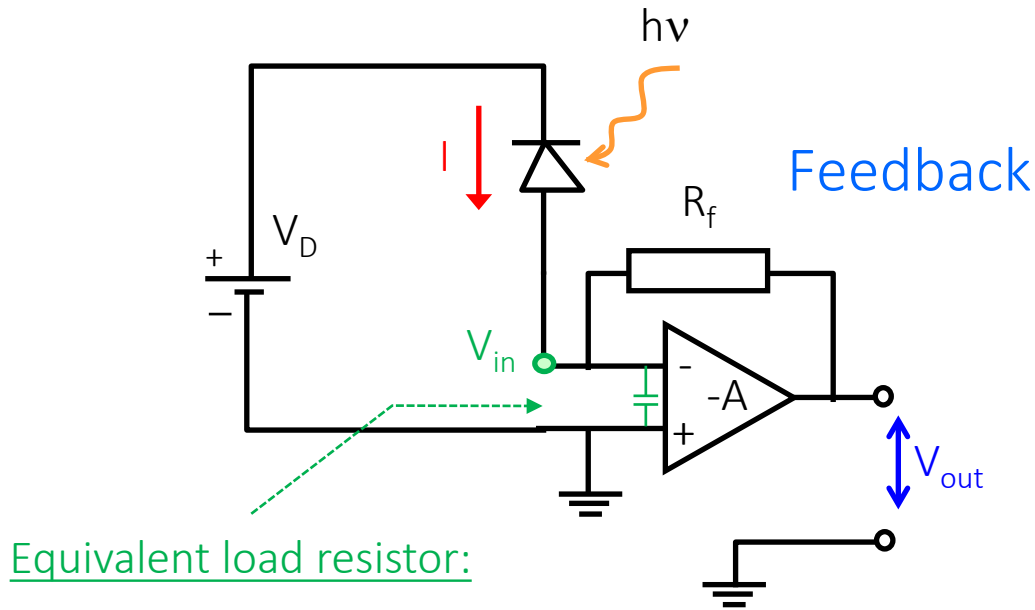 hν
I
Feedback
R_f
V_D
+
−
V_in
-
-A
+
V_out
Equivalent load resistor: